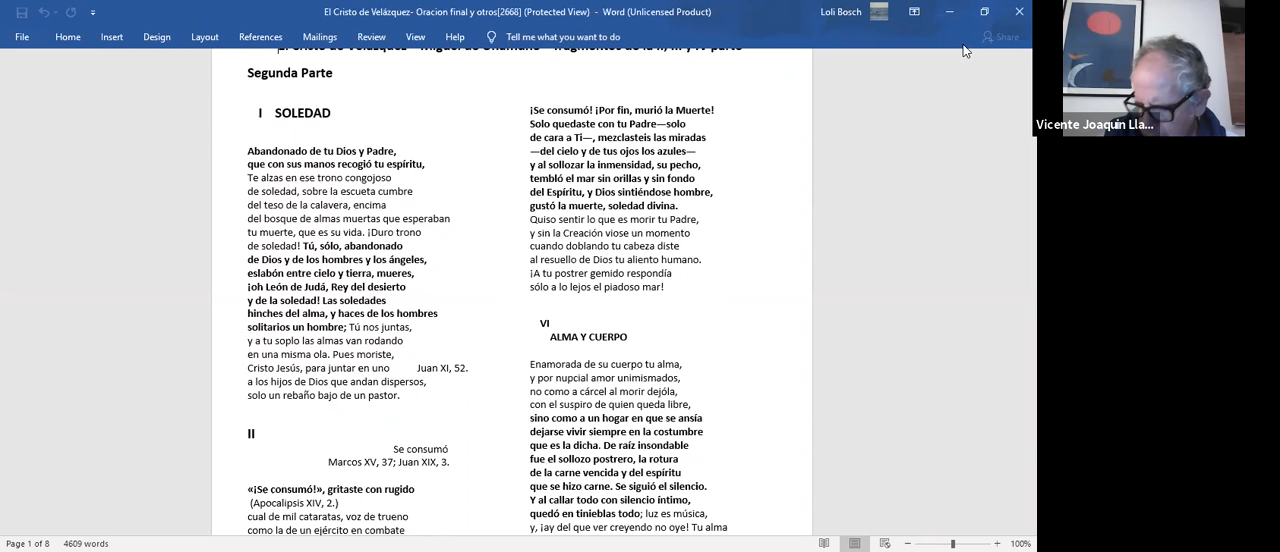 El Cristo de Velázquez- Oracion final y otros[2668] (Protected View) - Word (Unlicensed Product)
Loli Bosch
File Home Insert Design Layout References Mailings Review View Help Tell me what you want to do Share
El Cristo de Velázquez – Miguel de Unamuno – fragmentos de la II, III y IV parte
Segunda Parte
I SOLEDAD
Abandonado de tu Dios y Padre,
que con sus manos recogió tu espíritu,
Te alzas en ese trono congojoso
de soledad, sobre la escueta cumbre
del teso de la calavera, encima
del bosque de almas muertas que esperaban
tu muerte, que es su vida. ¡Duro trono
de soledad! Tú, sólo, abandonado
de Dios y de los hombres y los ángeles,
eslabón entre cielo y tierra, mueres,
¡oh León de Judá, Rey del desierto
y de la soledad! Las soledades
hinches del alma, y haces de los hombres
solitarios un hombre; Tú nos juntas,
y a tu soplo las almas van rodando
en una misma ola. Pues moriste,
Cristo Jesús, para juntar en uno Juan XI, 52.
a los hijos de Dios que andan dispersos,
solo un rebaño bajo de un pastor.
II
Se consumó
Marcos XV, 37; Juan XIX, 3.
«¡Se consumó!», gritaste con rugido
(Apocalipsis XIV, 2.)
cual de mil cataratas, voz de trueno
como la de un ejército en combate
¡Se consumó! ¡Por fin, murió la Muerte!
Solo quedaste con tu Padre—solo
de cara a Ti—, mezclasteis las miradas
—del cielo y de tus ojos los azules—
y al sollozar la inmensidad, su pecho,
tembló el mar sin orillas y sin fondo
del Espíritu, y Dios sintiéndose hombre,
gustó la muerte, soledad divina.
Quiso sentir lo que es morir tu Padre,
y sin la Creación viose un momento
cuando doblando tu cabeza diste
al resuello de Dios tu aliento humano.
¡A tu postrer gemido respondía
sólo a lo lejos el piadoso mar!
VI
ALMA Y CUERPO
Enamorada de su cuerpo tu alma,
y por nupcial amor unimismados,
no como a cárcel al morir dejóla,
con el suspiro de quien queda libre,
sino como a un hogar en que se ansía
dejarse vivir siempre en la costumbre
que es la dicha. De raíz insondable
fue el sollozo postrero, la rotura
de la carne vencida y del espíritu
que se hizo carne. Se siguió el silencio.
Y al callar todo con silencio íntimo,
quedó en tinieblas todo; luz es música,
y, ¡ay del que ver creyendo no oye! Tu alma
Vicente Joaquin Lla...
Page 1 of 8 4609 words
100%